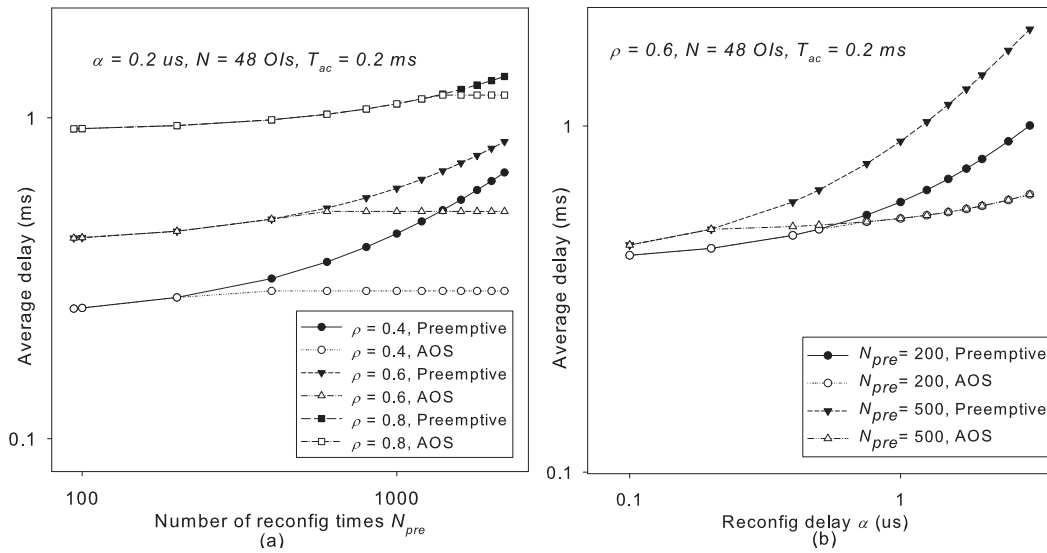 α = 0.2 us, N = 48 OIs, T_ac = 0.2 ms
Average delay (ms)
1
0.1
ρ = 0.4, Preemptive
ρ = 0.4, AOS
ρ = 0.6, Preemptive
ρ = 0.6, AOS
ρ = 0.8, Preemptive
ρ = 0.8, AOS
100 1000
Number of reconfig times N_pre
(a)
ρ = 0.6, N = 48 OIs, T_ac = 0.2 ms
Average delay (ms)
1
0.1
N_pre = 200, Preemptive
N_pre = 200, AOS
N_pre = 500, Preemptive
N_pre = 500, AOS
0.1 1
Reconfig delay α (us)
(b)